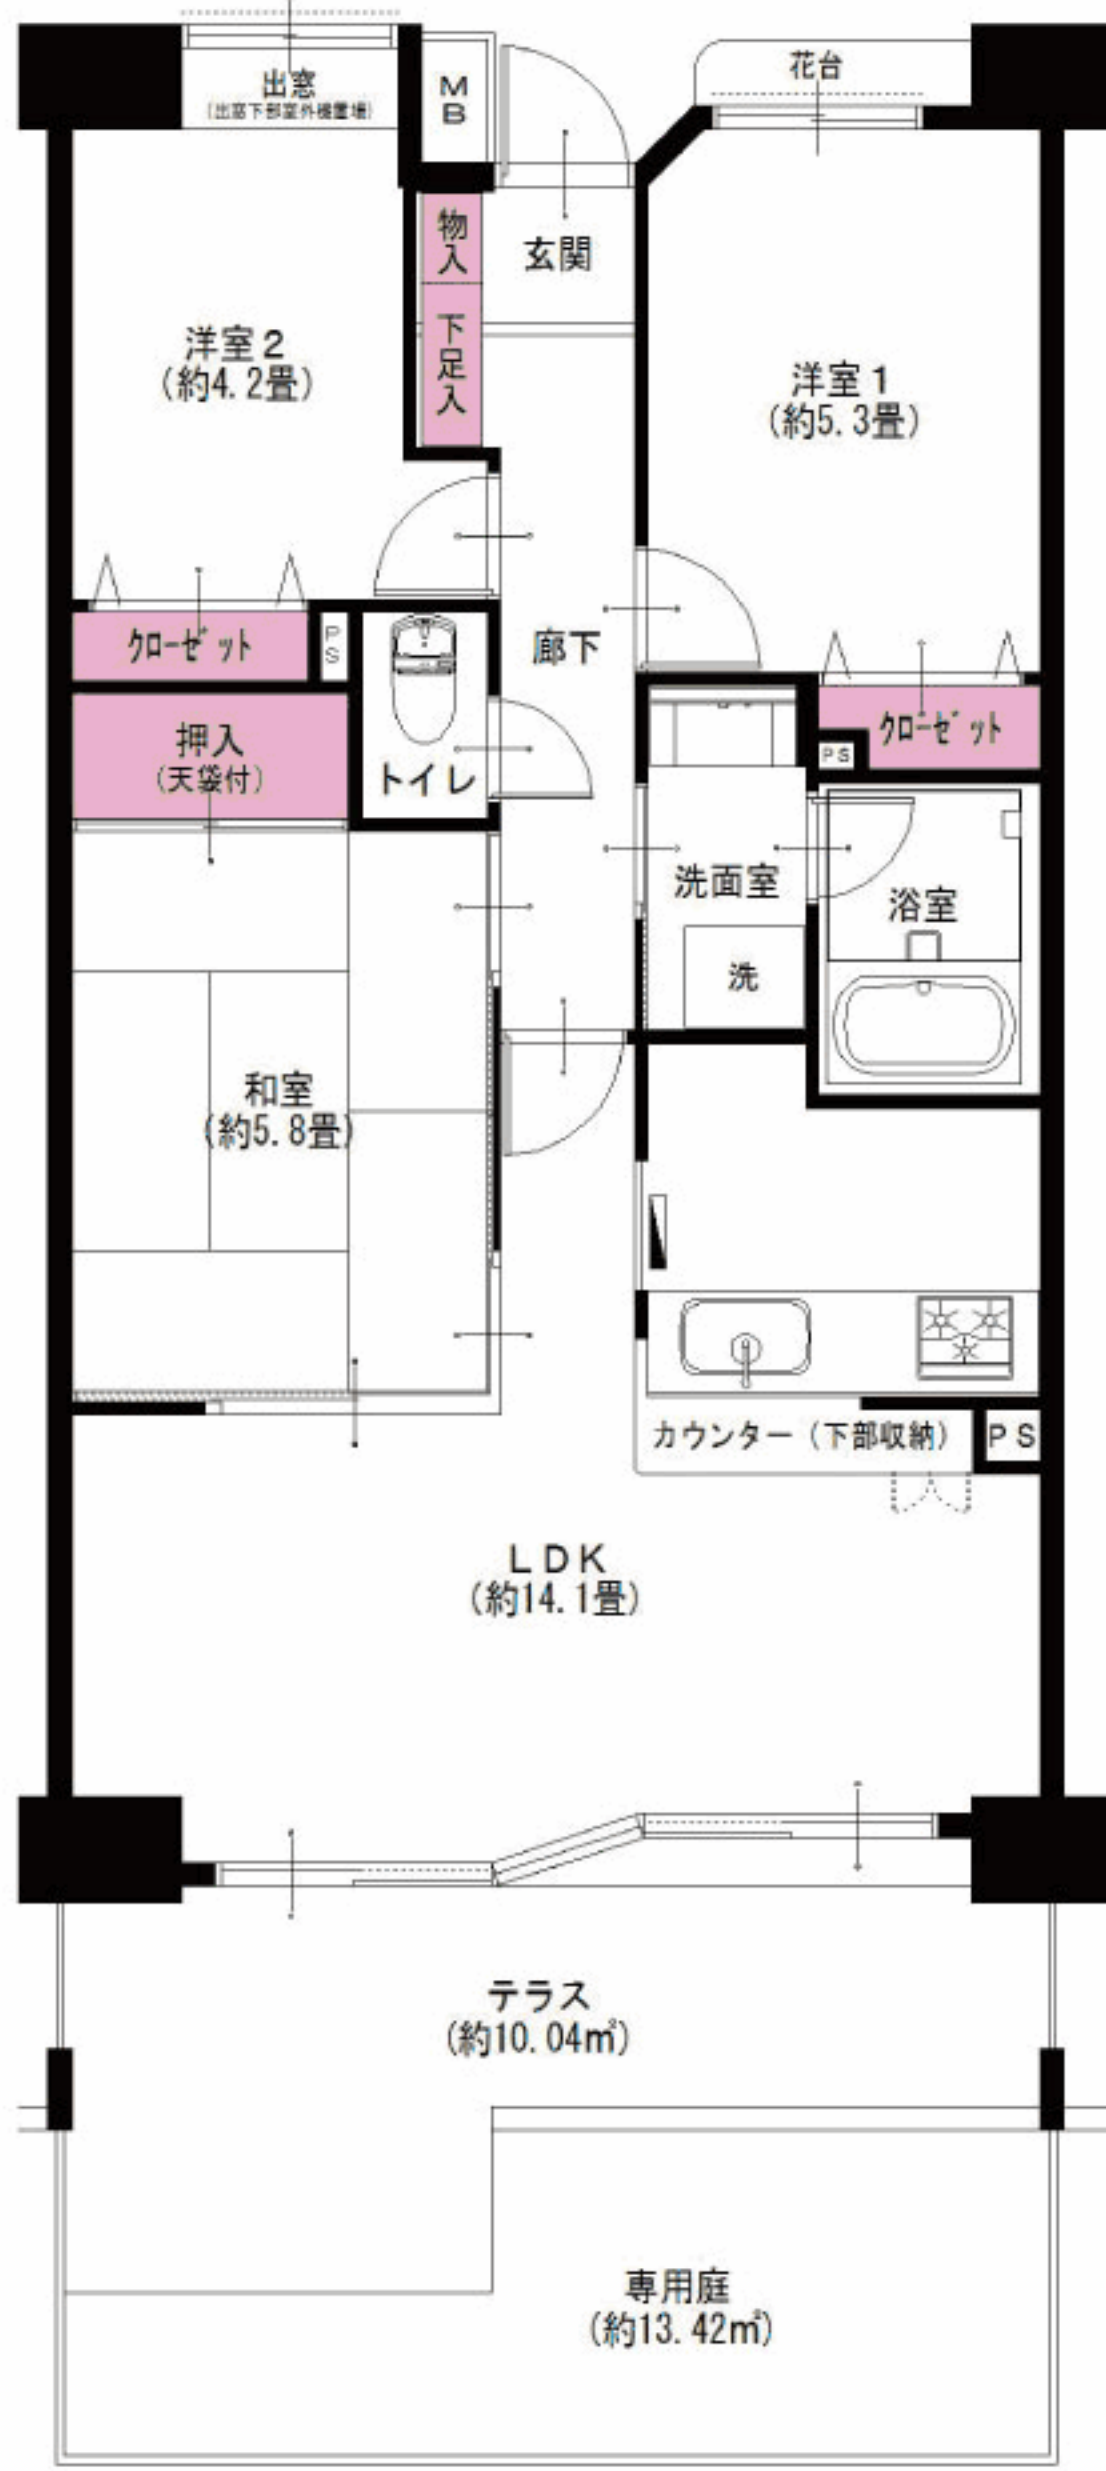 出窓
(出窓下部室外機置場)
MB
花台
物入
玄関
下足入
洋室2
(約4.2畳)
洋室1
(約5.3畳)
クローゼット
PS
廊下
押入
(天袋付)
トイレ
クローゼット
PS
洗面室
浴室
洗
和室
(約5.8畳)
カウンター(下部収納)
PS
LDK
(約14.1畳)
テラス
(約10.04㎡)
専用庭
(約13.42㎡)